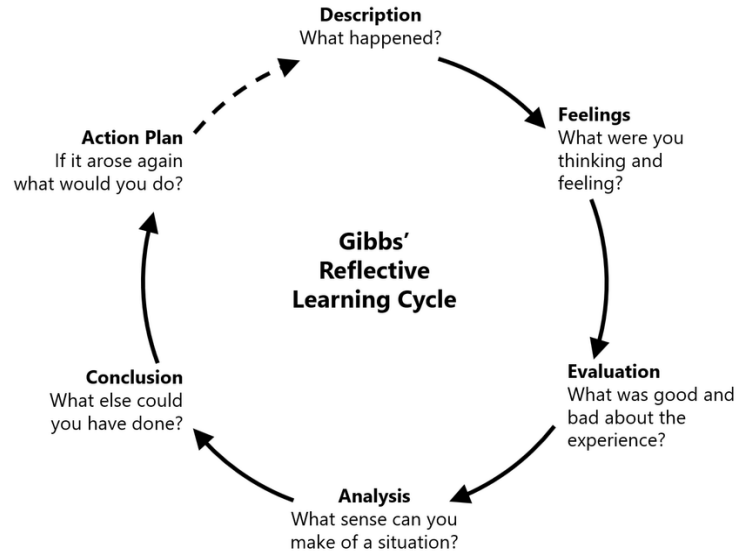 Description
What happened?
Feelings
What were you
thinking and
feeling?
Evaluation
What was good and
bad about the
experience?
Analysis
What sense can you
make of a situation?
Conclusion
What else could
you have done?
Action Plan
If it arose again
what would you do?
Gibbs’
Reflective
Learning Cycle